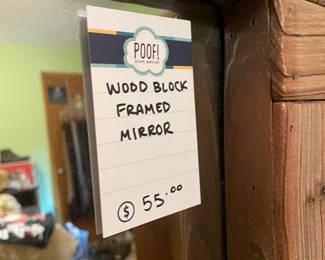 POOF!
WOOD BLOCK
FRAMED
MIRROR
$ 55.00